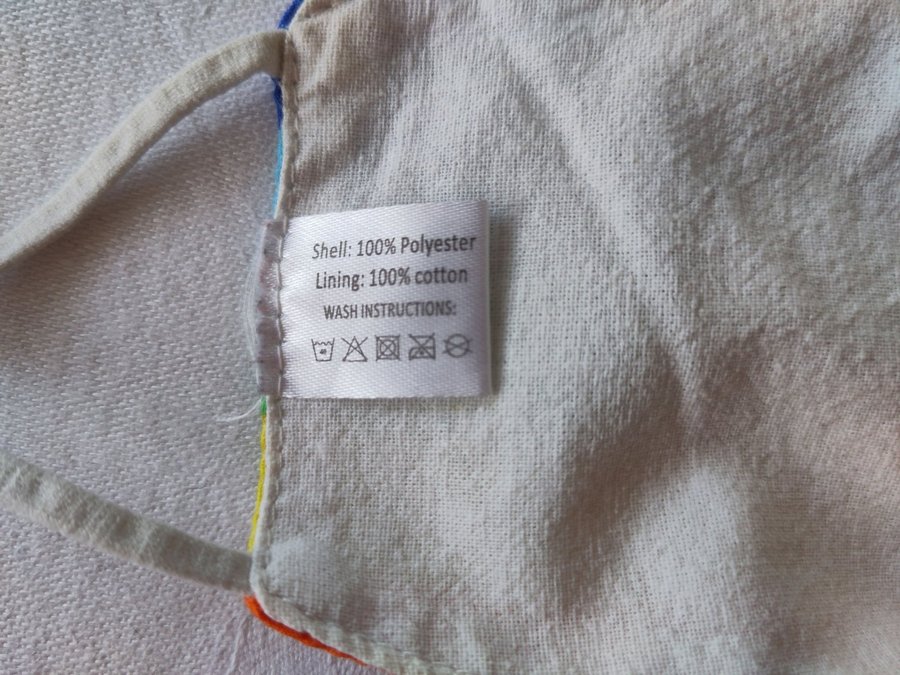 Shell: 100% Polyester
Lining: 100% cotton
WASH INSTRUCTIONS: